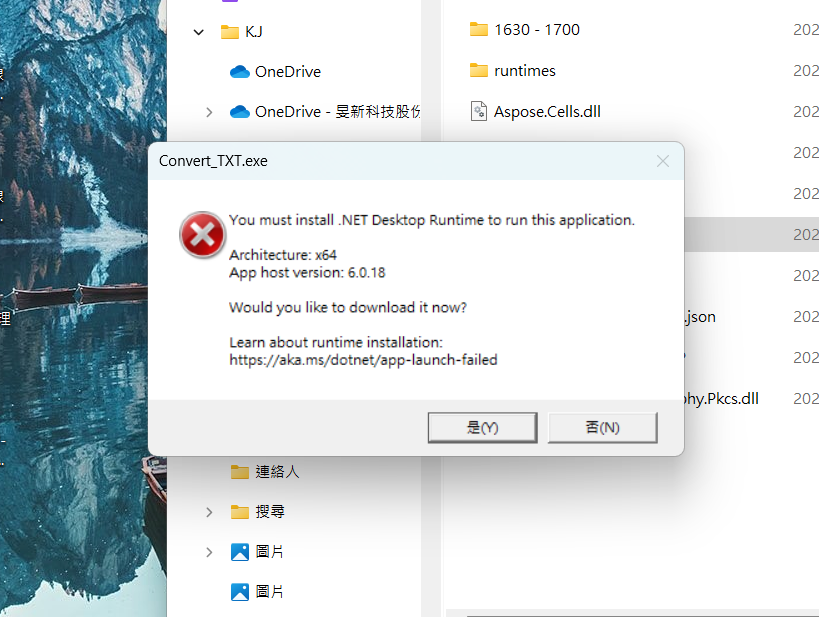 KJ
OneDrive
OneDrive - 旻新科技股份
1630 - 1700
202
runtimes
202
Aspose.Cells.dll
202
202
202
202
202
.json
202
202
phy.Pkcs.dll
202
Convert_TXT.exe
You must install .NET Desktop Runtime to run this application.
Architecture: x64
App host version: 6.0.18
Would you like to download it now?
Learn about runtime installation:
https://aka.ms/dotnet/app-launch-failed
是(Y)
否(N)
連絡人
搜尋
圖片
圖片
理